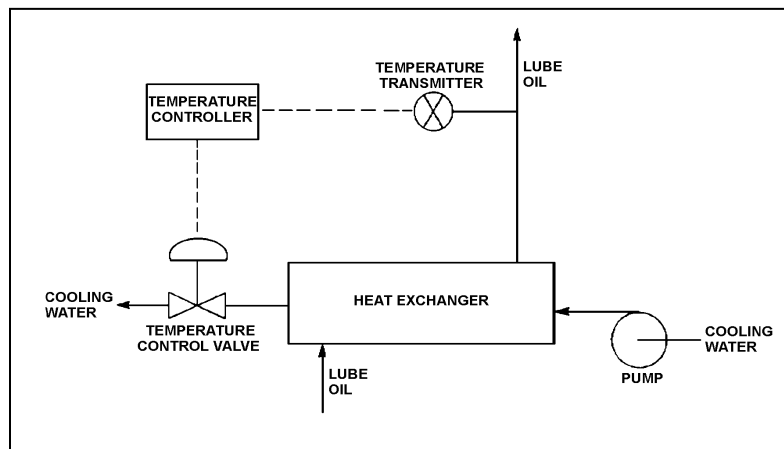 LUBE
OIL
TEMPERATURE
TRANSMITTER
TEMPERATURE
CONTROLLER
HEAT EXCHANGER
COOLING
WATER
TEMPERATURE
CONTROL VALVE
COOLING
WATER
PUMP
LUBE
OIL